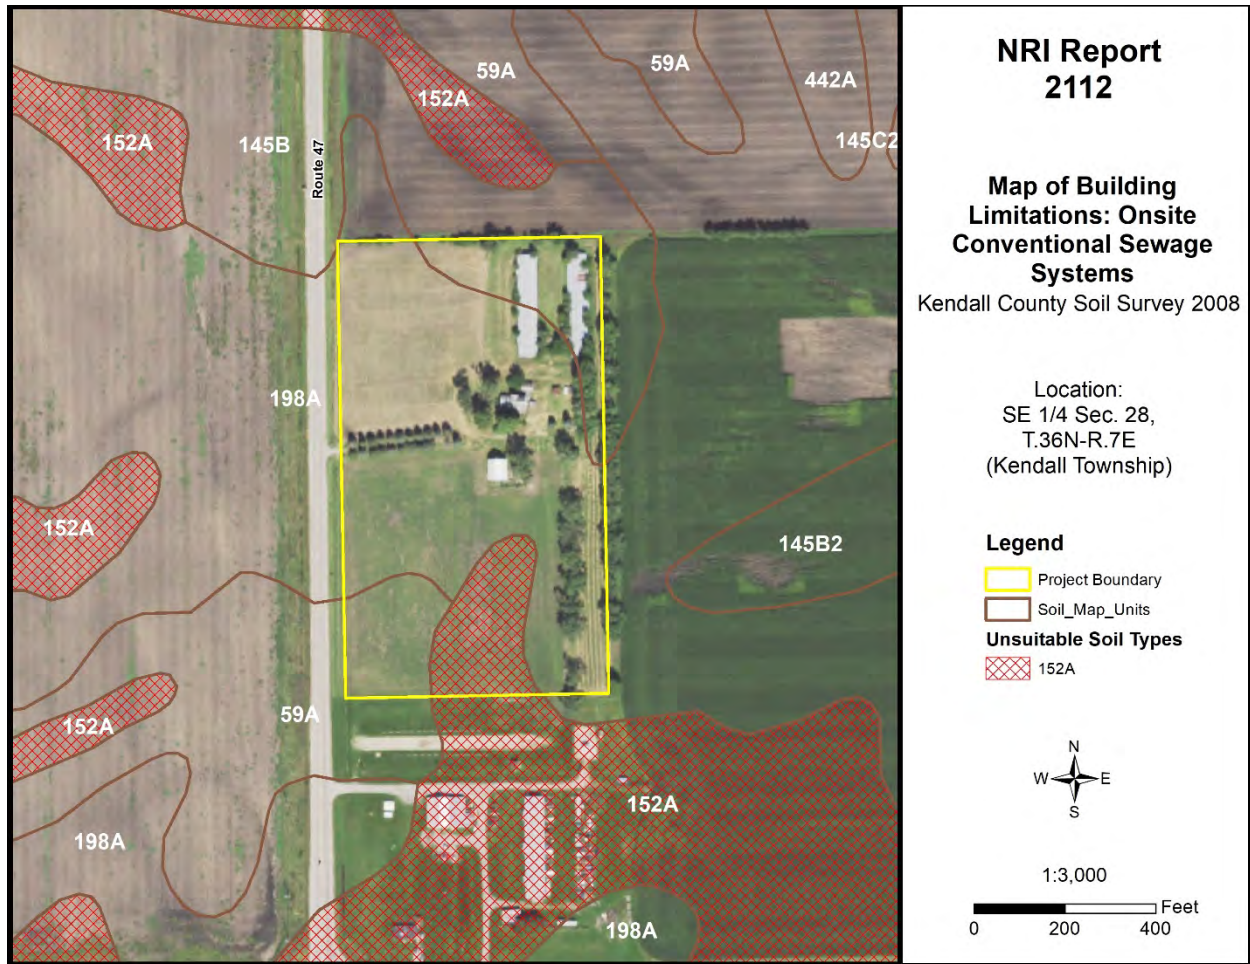 59A
59A
442A
152A
152A
145B
145C2
Route 47
198A
152A
145B2
152A
59A
152A
198A
198A
NRI Report
2112
Map of Building
Limitations: Onsite
Conventional Sewage
Systems
Kendall County Soil Survey 2008
Location:
SE 1/4 Sec. 28,
T.36N-R.7E
(Kendall Township)
Legend
Project Boundary
Soil_Map_Units
Unsuitable Soil Types
152A
N
W E
S
1:3,000
Feet
0 200 400